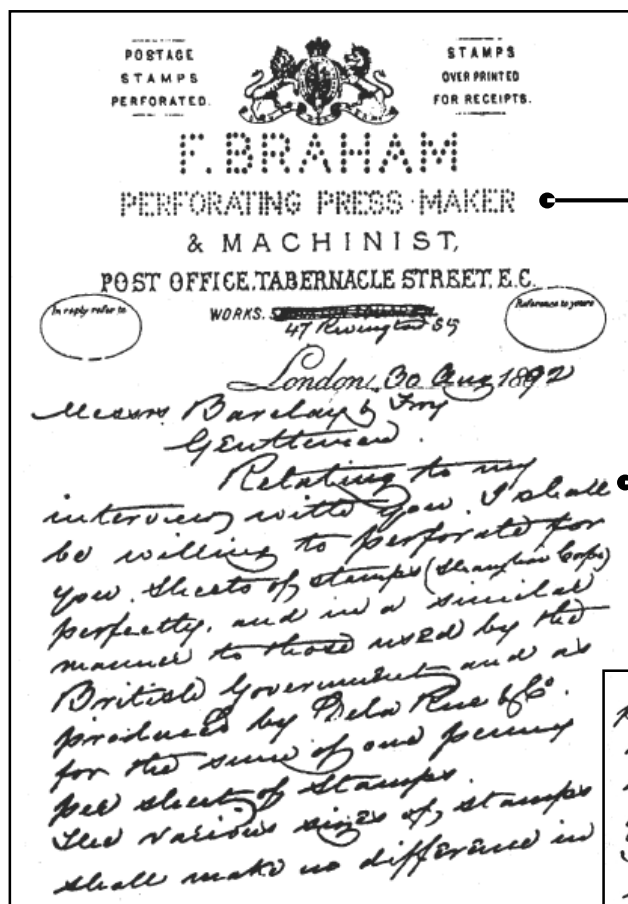 POSTAGE
STAMPS
PERFORATED.
STAMPS
OVER PRINTED
FOR RECEIPTS.
F. BRAHAM
PERFORATING PRESS-MAKER
& MACHINIST,
POST OFFICE, TABERNACLE STREET, E.C.
In reply refer to
WORKS.
47 Rivington St
Reference to yours
London, 30 Aug 1892
Messrs Barclay & Fry
Gentlemen.
Relating to my
interview with you. I shall
be willing to perforate for
you, sheets of stamps
perfectly, and in a similar
manner to those used by the
British Government and as
produced by Dela Rue & Co.
for the sum of one penny
per sheet of stamps.
The various sizes of, stamps
shall make no difference in